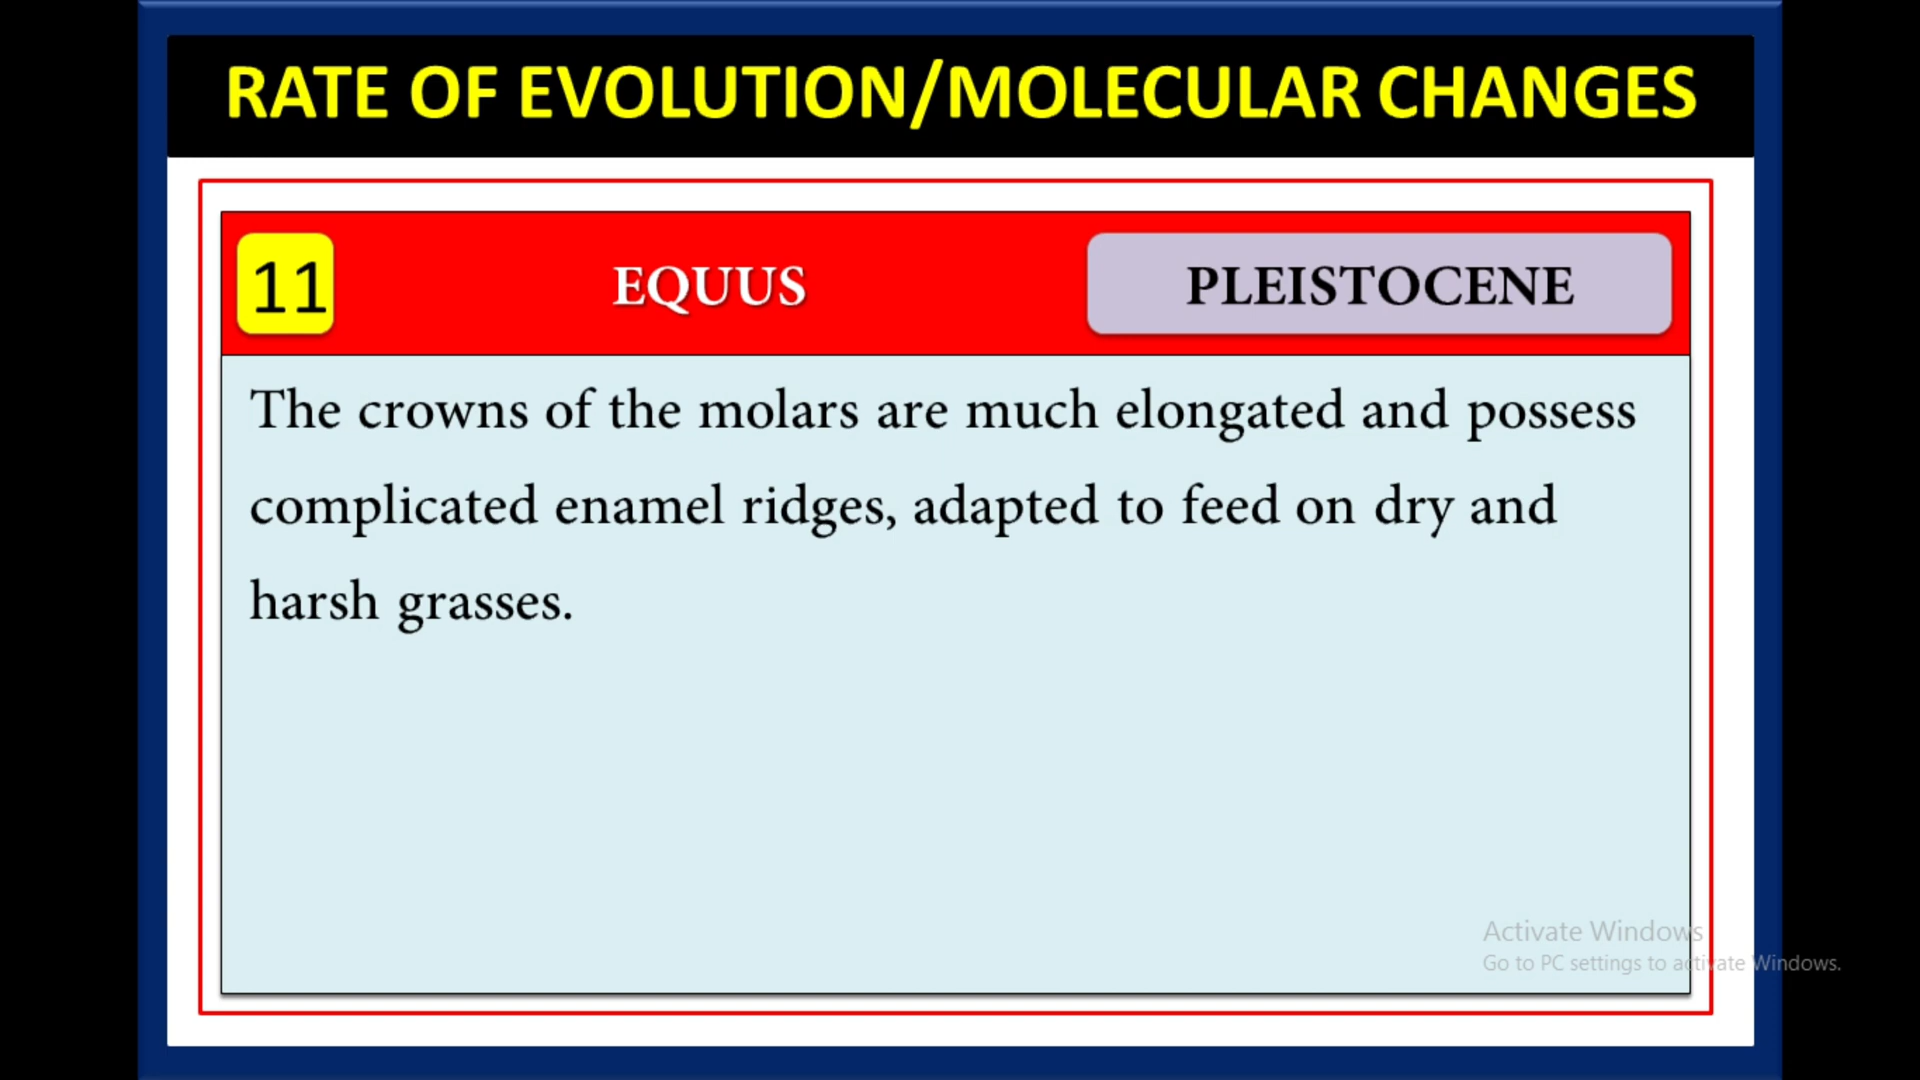 RATE OF EVOLUTION/MOLECULAR CHANGES
11
EQUUS
PLEISTOCENE
The crowns of the molars are much elongated and possess
complicated enamel ridges, adapted to feed on dry and
harsh grasses.
Activate Windows
Go to PC settings to activate Windows.